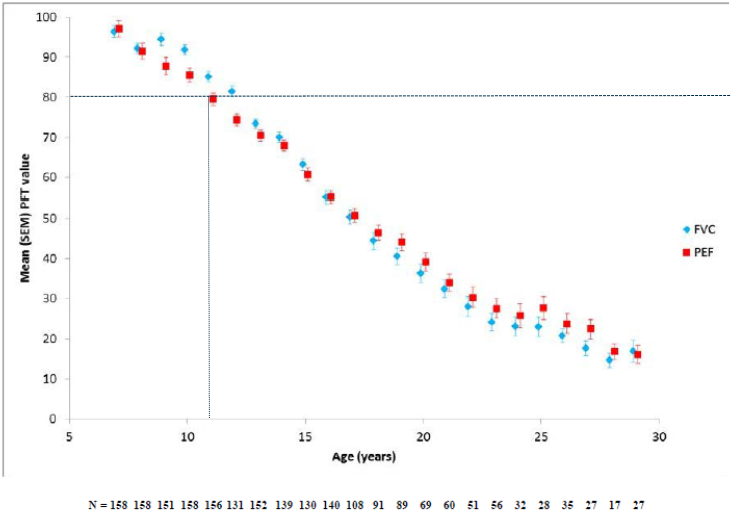 100
90
80
70
60
50
40
30
20
10
0
Mean (SEM) PFT value
5 10 15 20 25 30
Age (years)
FVC
PEF
N = 158 158 151 158 156 131 152 139 130 140 108 91 89 69 60 51 56 32 28 35 27 17 27